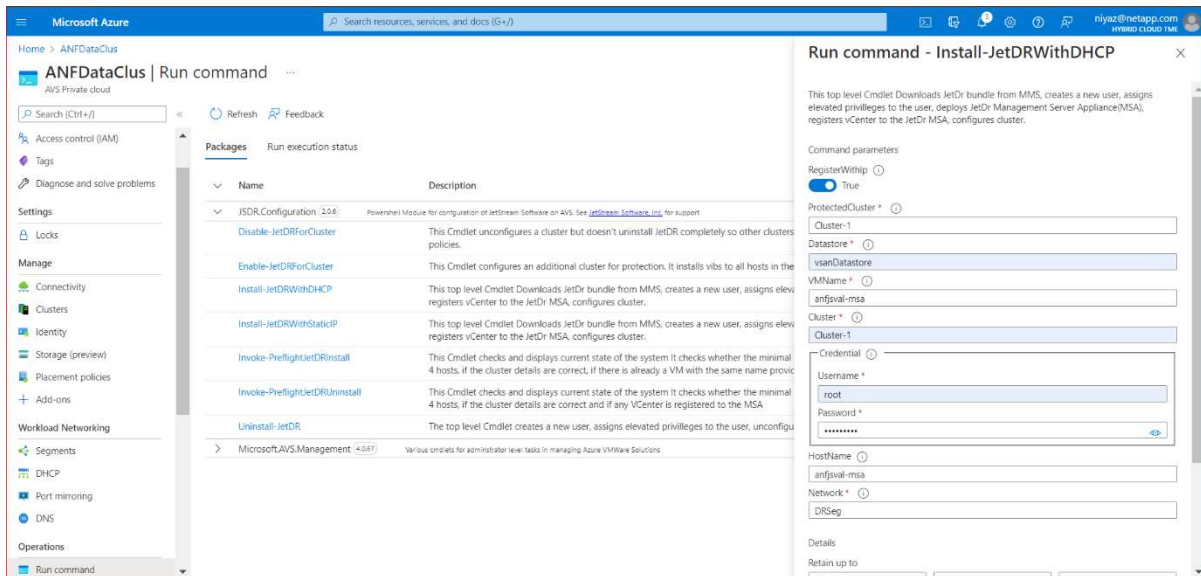 Microsoft Azure
Search resources, services, and docs (G+/)
3
niyaz@netapp.com
HYBRID CLOUD TME
Home > ANFDataClus
ANFDataClus | Run command ...
AVS Private cloud
Search (Ctrl+/)
Access control (IAM)
Tags
Diagnose and solve problems
Settings
Locks
Manage
Connectivity
Clusters
Identity
Storage (preview)
Placement policies
Add-ons
Workload Networking
Segments
DHCP
Port mirroring
DNS
Operations
Run command
Refresh Feedback
Packages Run execution status
Name Description
JSDR.Configuration 2.0.6 Powershell Module for configuration of JetStream Software on AVS. See JetStream Software, Inc. for support
Disable-JetDRForCluster This Cmdlet unconfigures a cluster but doesn't uninstall JetDR completely so other clusters
policies.
Enable-JetDRForCluster This Cmdlet configures an additional cluster for protection. It installs vibs to all hosts in the
Install-JetDRWithDHCP This top level Cmdlet Downloads JetDr bundle from MMS, creates a new user, assigns eleva
registers vCenter to the JetDr MSA, configures cluster.
Install-JetDRWithStaticIP This top level Cmdlet Downloads JetDr bundle from MMS, creates a new user, assigns eleva
registers vCenter to the JetDr MSA, configures cluster.
Invoke-PreflightJetDRInstall This Cmdlet checks and displays current state of the system It checks whether the minimal
4 hosts, if the cluster details are correct, if there is already a VM with the same name provic
Invoke-PreflightJetDRUninstall This Cmdlet checks and displays current state of the system It checks whether the minimal
4 hosts, if the cluster details are correct and if any VCenter is registered to the MSA
Uninstall-JetDR The top level Cmdlet creates a new user, assigns elevated privilleges to the user, unconfigu
Microsoft.AVS.Management 4.0.67 Various cmdlets for adminstrator level tasks in managing Azure VMWare Solutions
Run command - Install-JetDRWithDHCP
This top level Cmdlet Downloads JetDr bundle from MMS, creates a new user, assigns
elevated privilleges to the user, deploys JetDr Management Server Appliance(MSA),
registers vCenter to the JetDr MSA, configures cluster.
Command parameters
RegisterWithIp
True
ProtectedCluster *
Cluster-1
Datastore *
vsanDatastore
VMName *
anfjsval-msa
Cluster *
Cluster-1
Credential
Username *
root
Password *
•••••••••
HostName
anfjsval-msa
Network *
DRSeg
Details
Retain up to